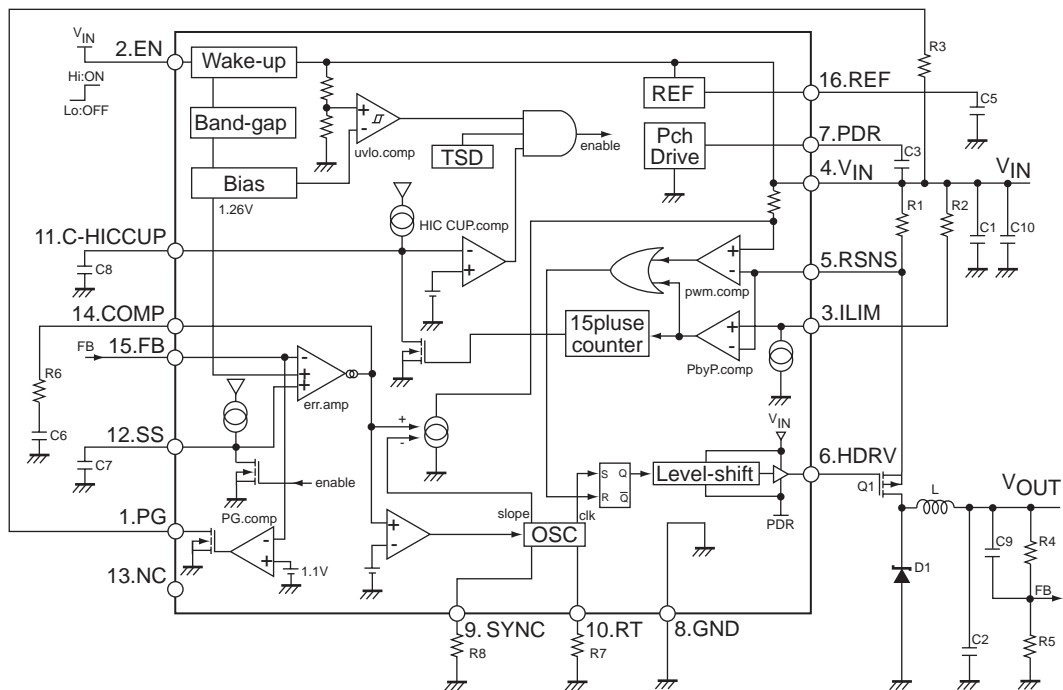 VIN
2.EN
Hi:ON
Lo:OFF
Wake-up
Band-gap
Bias
1.26V
uvlo.comp
TSD
enable
REF
Pch
Drive
R3
16.REF
C5
7.PDR
C3
4.VIN
VIN
R1
R2
C1
C10
11.C-HICCUP
C8
HIC CUP.comp
pwm.comp
5.RSNS
14.COMP
15pluse
counter
PbyP.comp
3.ILIM
FB
15.FB
R6
C6
err.amp
12.SS
C7
enable
+
-
VIN
S
Q
R
Q
Level-shift
PDR
6.HDRV
Q1
L
VOUT
1.PG
PG.comp
1.1V
13.NC
slope
clk
OSC
C9
R4
D1
FB
C2
R5
9. SYNC
R8
10.RT
R7
8.GND